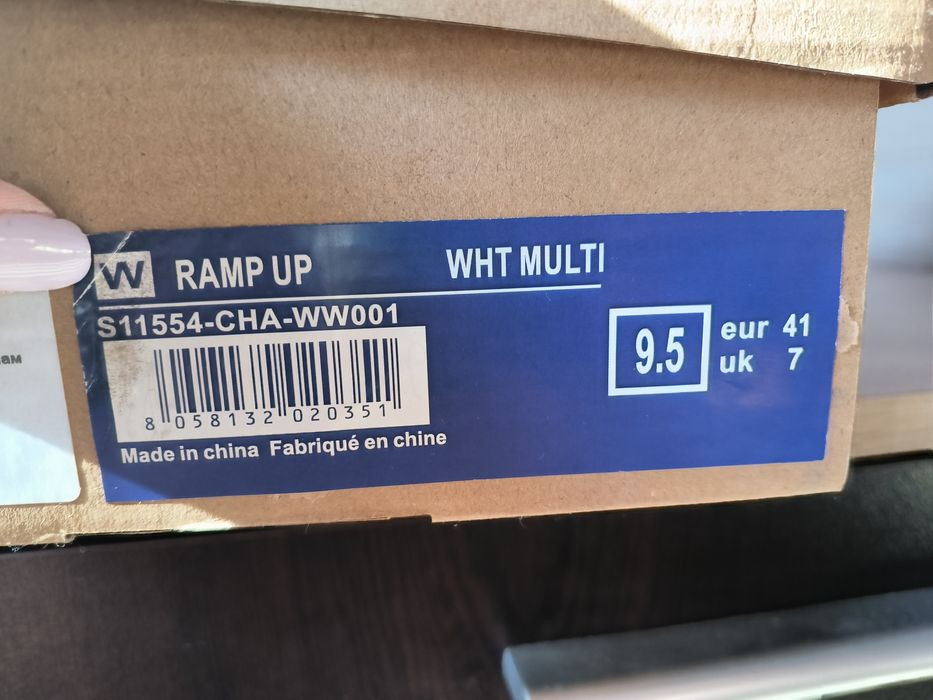 W RAMP UP WHT MULTI
S11554-CHA-WW001
8 058132 020351
Made in china Fabriqué en chine
9.5 eur 41
uk 7